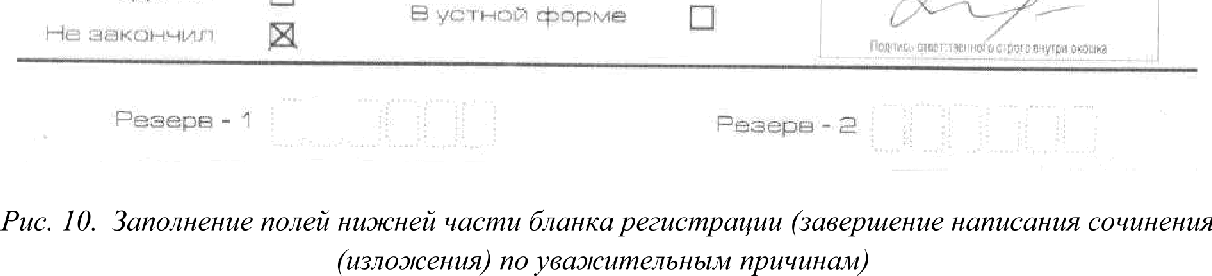 В устной форме
Не закончил
Подпись ответственного строго внутри окошка
Резерв - 1
Резерв - 2
Рис. 10. Заполнение полей нижней части бланка регистрации (завершение написания сочинения
(изложения) по уважительным причинам)